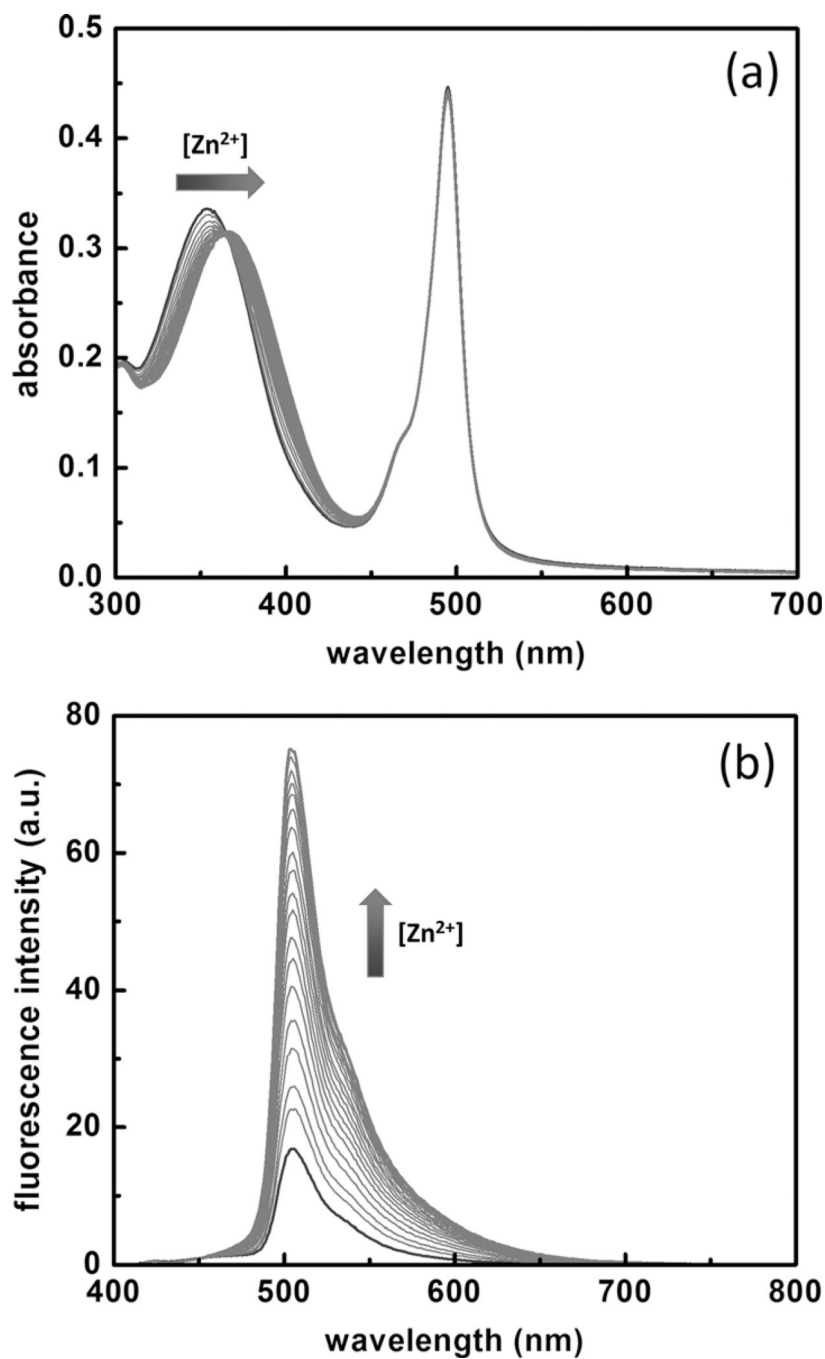 0.5
(a)
[Zn²⁺]
0.4
0.3
0.2
0.1
0.0
absorbance
300 400 500 600 700
wavelength (nm)
80
(b)
60
[Zn²⁺]
40
20
0
fluorescence intensity (a.u.)
400 500 600 700 800
wavelength (nm)